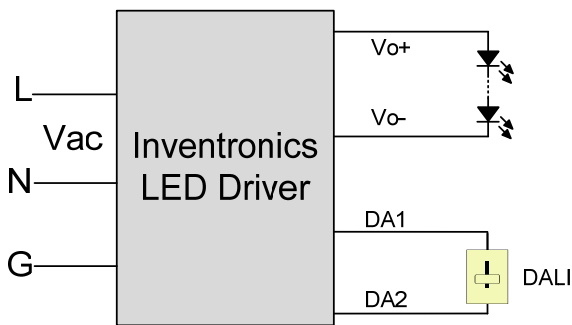 L
Vac
N
G
Inventronics
LED Driver
Vo+
Vo-
DA1
DA2
DALI